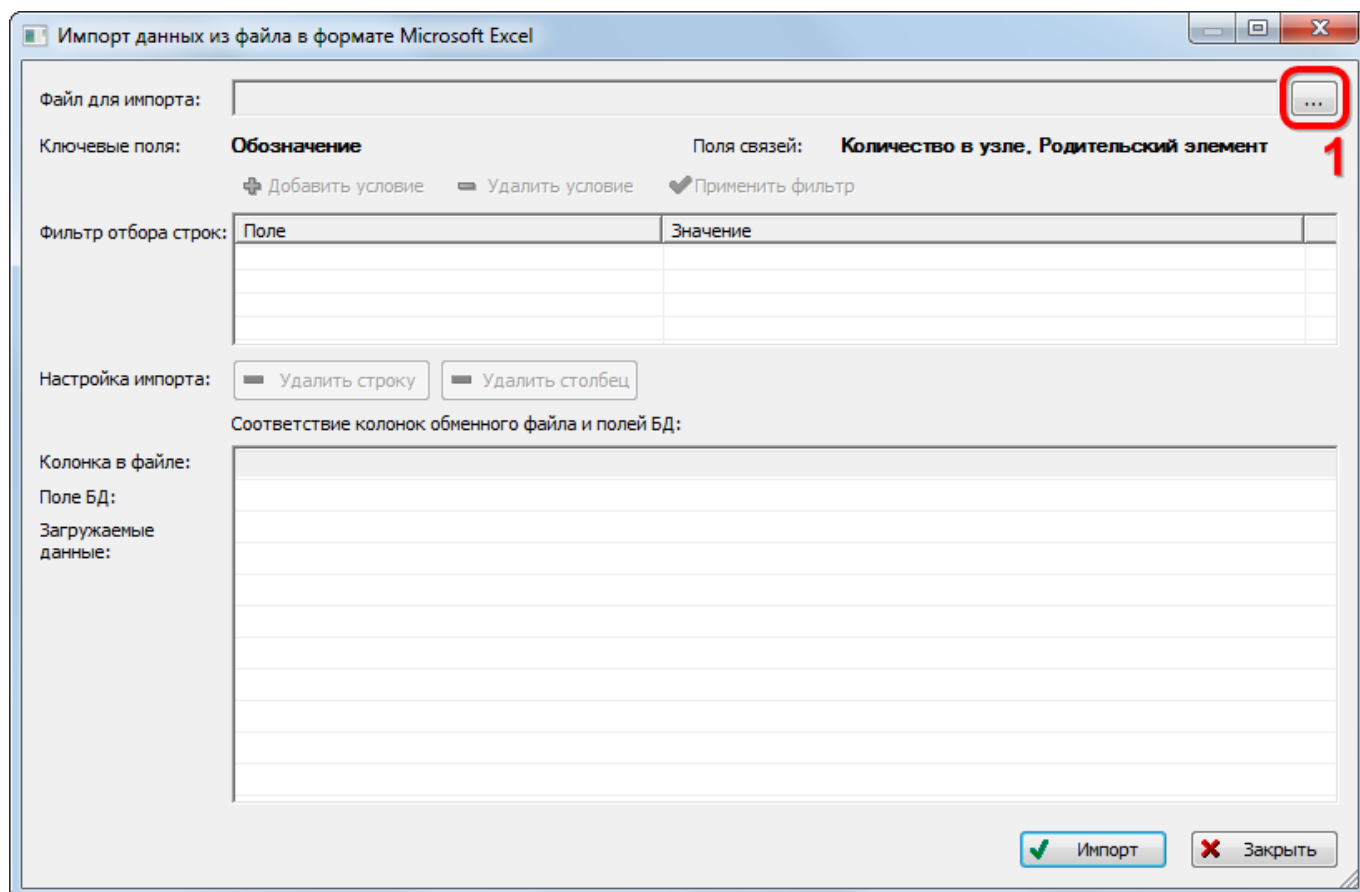 Импорт данных из файла в формате Microsoft Excel
Файл для импорта: ...
Ключевые поля: Обозначение Поля связей: Количество в узле, Родительский элемент 1
Добавить условие Удалить условие Применить фильтр
Фильтр отбора строк: Поле Значение
Настройка импорта: Удалить строку Удалить столбец
Соответствие колонок обменного файла и полей БД:
Колонка в файле:
Поле БД:
Загружаемые
данные:
Импорт Закрыть